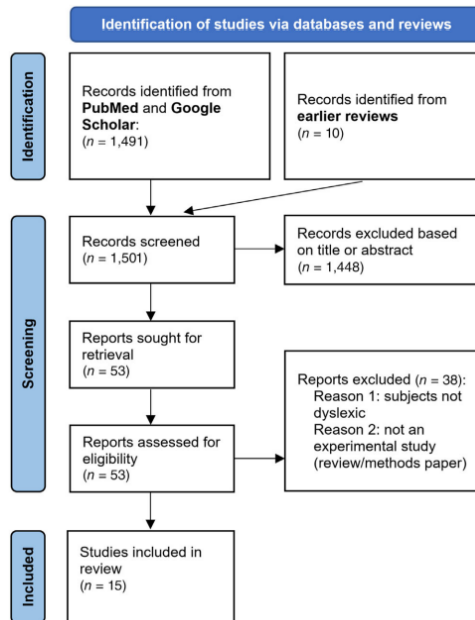 Identification of studies via databases and reviews
Identification
Records identified from
PubMed and Google
Scholar:
(n = 1,491)
Records identified from
earlier reviews
(n = 10)
Screening
Records screened
(n = 1,501)
Records excluded based
on title or abstract
(n = 1,448)
Reports sought for
retrieval
(n = 53)
Reports assessed for
eligibility
(n = 53)
Reports excluded (n = 38):
Reason 1: subjects not
dyslexic
Reason 2: not an
experimental study
(review/methods paper)
Included
Studies included in
review
(n = 15)